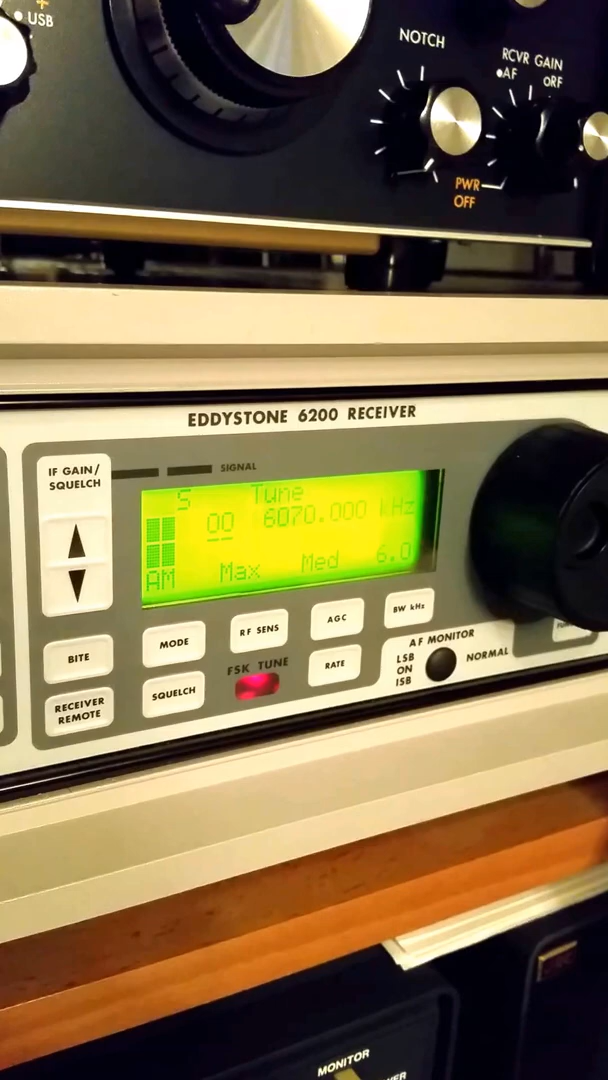 USB
NOTCH
RCVR GAIN
AF RF
PWR
OFF
EDDYSTONE 6200 RECEIVER
IF GAIN/
SQUELCH
SIGNAL
S Tune
00 6070.000 kHz
AM Max Med 6.0
BITE
MODE
RF SENS
AGC
BW kHz
RECEIVER
REMOTE
SQUELCH
FSK TUNE
RATE
AF MONITOR
LSB
ON
ISB
NORMAL
MONITOR